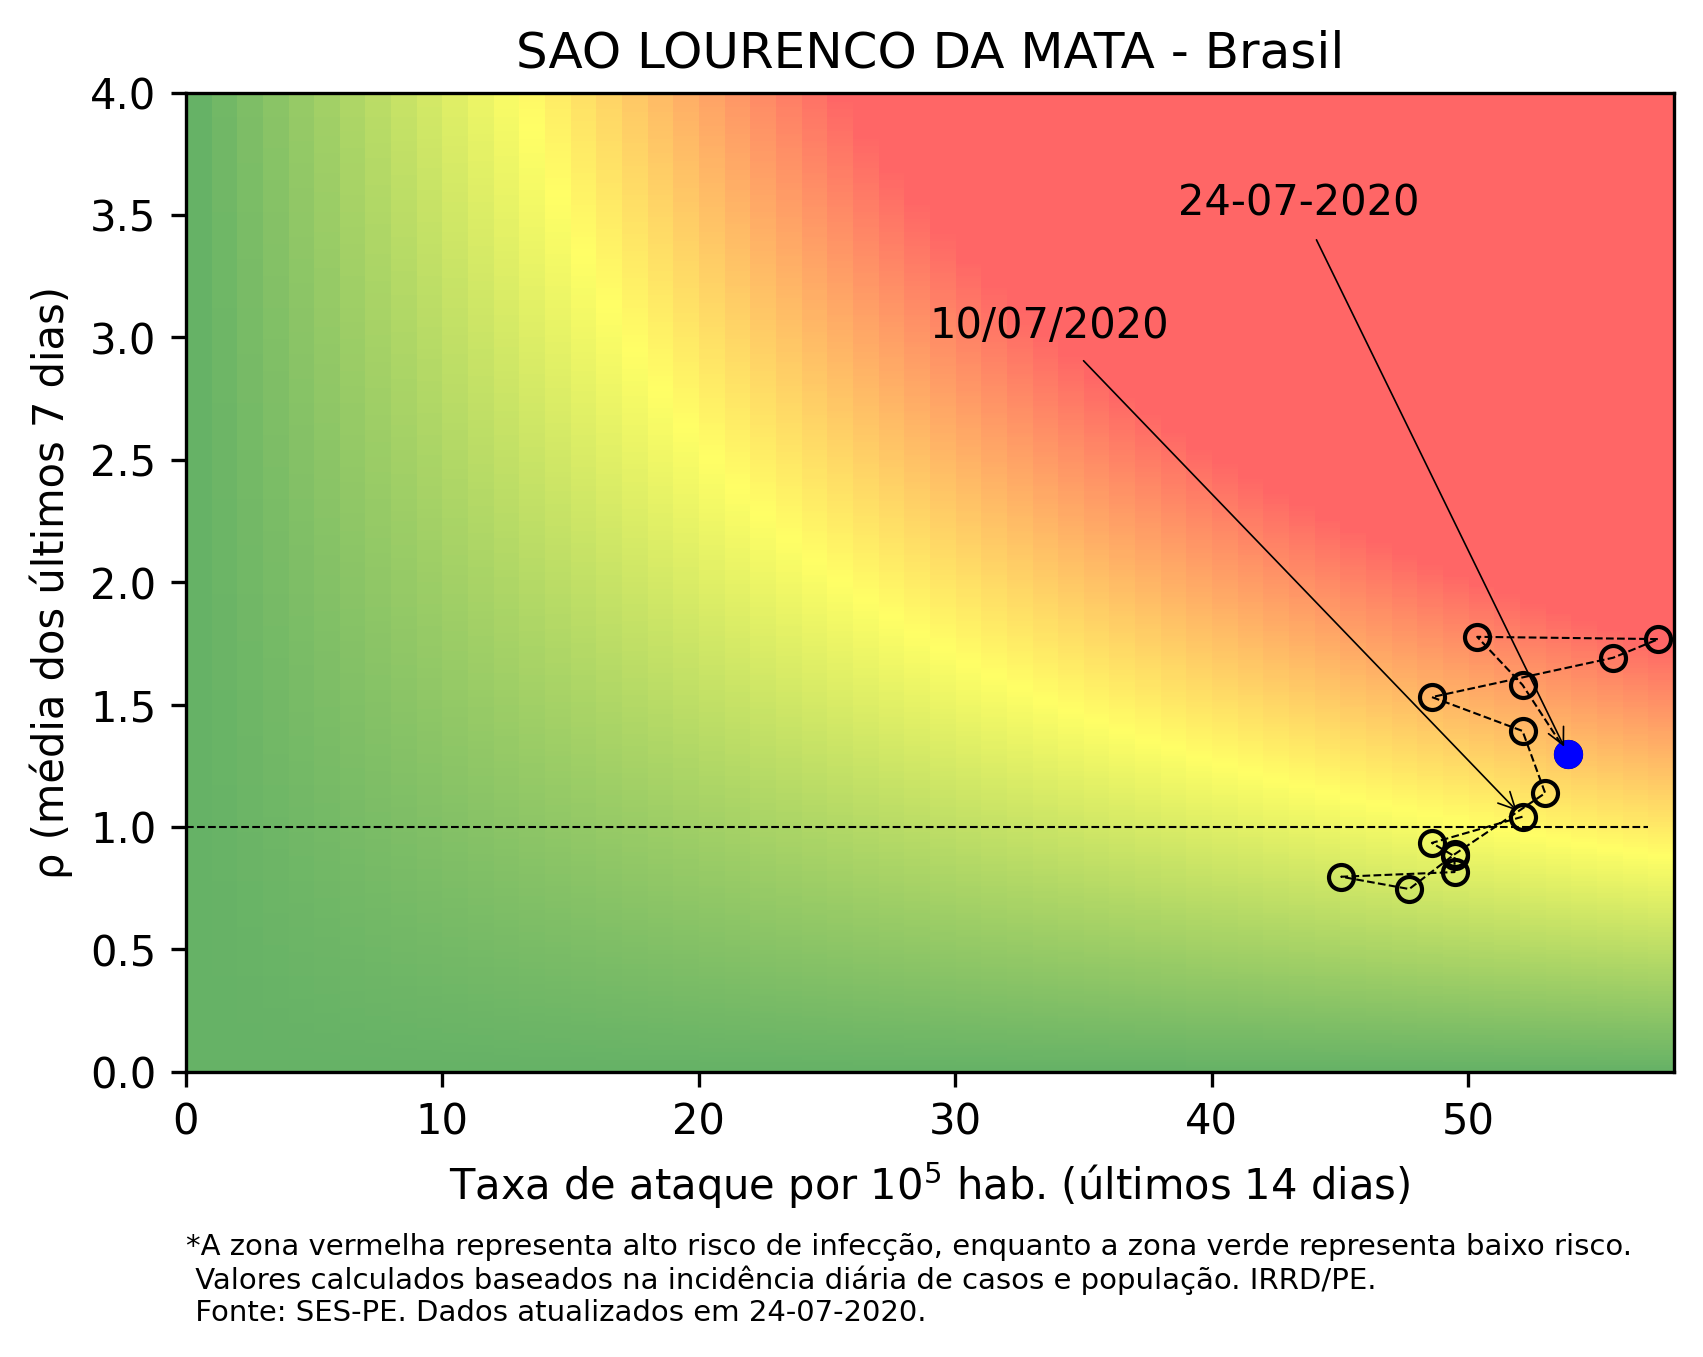 SAO LOURENCO DA MATA - Brasil
4.0
3.5
3.0
2.5
2.0
1.5
1.0
0.5
0.0
ρ (média dos últimos 7 dias)
24-07-2020
10/07/2020
0 10 20 30 40 50
Taxa de ataque por 10⁵ hab. (últimos 14 dias)
*A zona vermelha representa alto risco de infecção, enquanto a zona verde representa baixo risco.
Valores calculados baseados na incidência diária de casos e população. IRRD/PE.
Fonte: SES-PE. Dados atualizados em 24-07-2020.